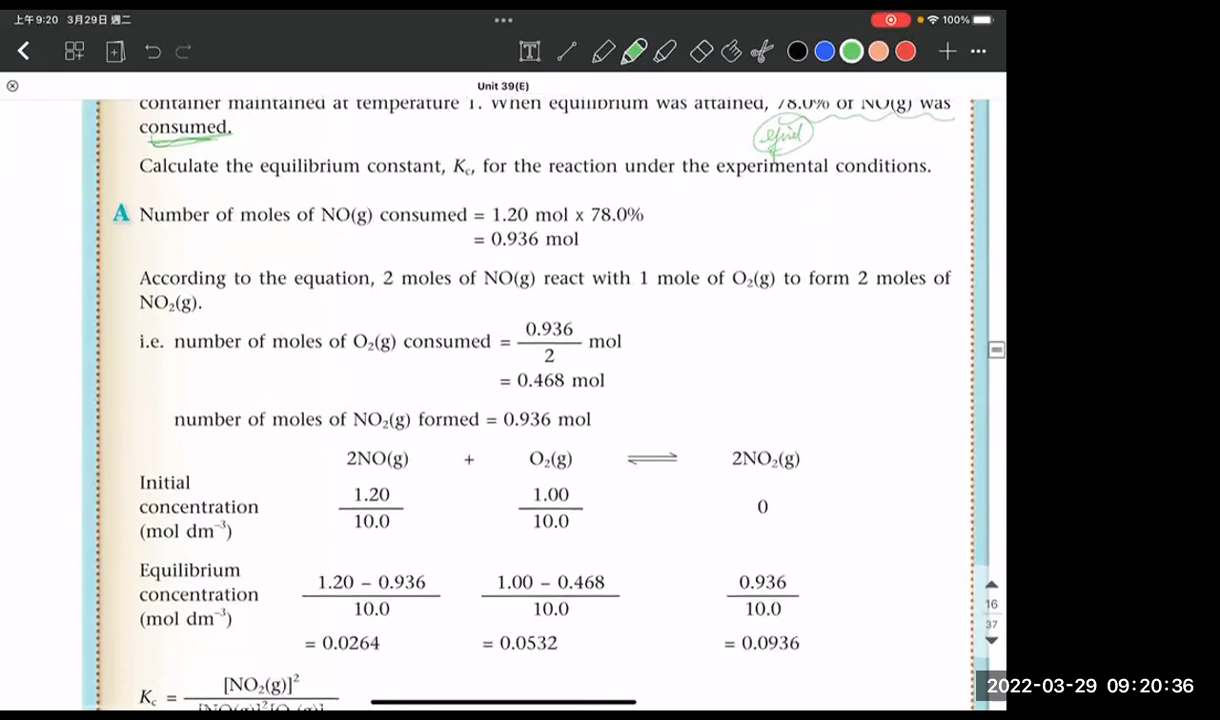 上午9:20 3月29日 週二
100%
Unit 39(E)
container maintained at temperature T. When equilibrium was attained, 78.0% of NO(g) was
consumed.
Calculate the equilibrium constant, Kc, for the reaction under the experimental conditions.
A Number of moles of NO(g) consumed = 1.20 mol x 78.0%
= 0.936 mol
According to the equation, 2 moles of NO(g) react with 1 mole of O₂(g) to form 2 moles of
NO₂(g).
i.e. number of moles of O₂(g) consumed = 0.936/2 mol
= 0.468 mol
number of moles of NO₂(g) formed = 0.936 mol
2NO(g) + O₂(g) ⇌ 2NO₂(g)
Initial
concentration
(mol dm⁻³)
1.20/10.0 1.00/10.0 0
Equilibrium
concentration
(mol dm⁻³)
1.20 – 0.936/10.0 1.00 – 0.468/10.0 0.936/10.0
= 0.0264 = 0.0532 = 0.0936
Kc = [NO₂(g)]²/[NO(g)]²[O₂(g)]
16
37
2022-03-29 09:20:36